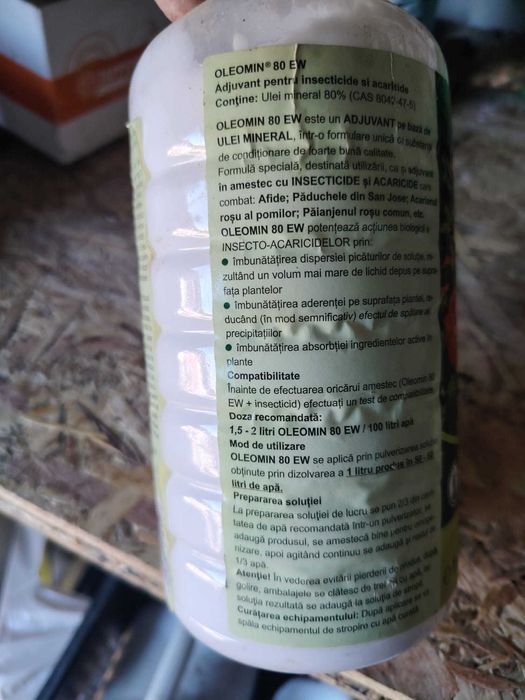 OLEOMIN® 80 EW
Adjuvant pentru insecticide si acaricide
Conține: Ulei mineral 80% (CAS 8042-47-5)
OLEOMIN 80 EW este un ADJUVANT pe bază de
ULEI MINERAL, într-o formulare unică cu substanțe
de condiționare de foarte bună calitate.
Formulă specială, destinată utilizării, ca și adjuvant
în amestec cu INSECTICIDE și ACARICIDE care
combat: Afide; Păduchele din San Jose; Acarianul
roșu al pomilor; Păianjenul roșu comun, etc.
OLEOMIN 80 EW potențează acțiunea biologică a
INSECTO-ACARICIDELOR prin:
● îmbunătățirea dispersiei picăturilor de soluție, re-
zultând un volum mai mare de lichid depus pe supra-
fața plantelor
● îmbunătățirea aderenței pe suprafața plantei, re-
ducând (în mod semnificativ) efectul de spălare al
precipitațiilor
● îmbunătățirea absorbției ingredientelor active în
plante
Compatibilitate
Înainte de efectuarea oricărui amestec (Oleomin 80
EW + insecticid) efectuați un test de compatibilitate.
Doza recomandată:
1,5 - 2 litri OLEOMIN 80 EW / 100 litri apă
Mod de utilizare
OLEOMIN 80 EW se aplică prin pulverizarea soluției
obținute prin dizolvarea a 1 litru produs în 50 - 60
litri de apă.
Prepararea soluției
La prepararea soluției de lucru se pun 2/3 din canti-
tatea de apă recomandată într-un pulverizator, se
adaugă produsul, se amestecă bine pentru omoge-
nizare, apoi agitând continuu se adaugă și restul de
1/3 apă.
Atenție! În vederea evitării pierderii de produs, după
golire, ambalajele se clătesc de trei ori cu apă, iar
soluția rezultată se adaugă la soluția de stropit.
Curățarea echipamentului: După aplicare se va
spăla echipamentul de stropire cu apă curată